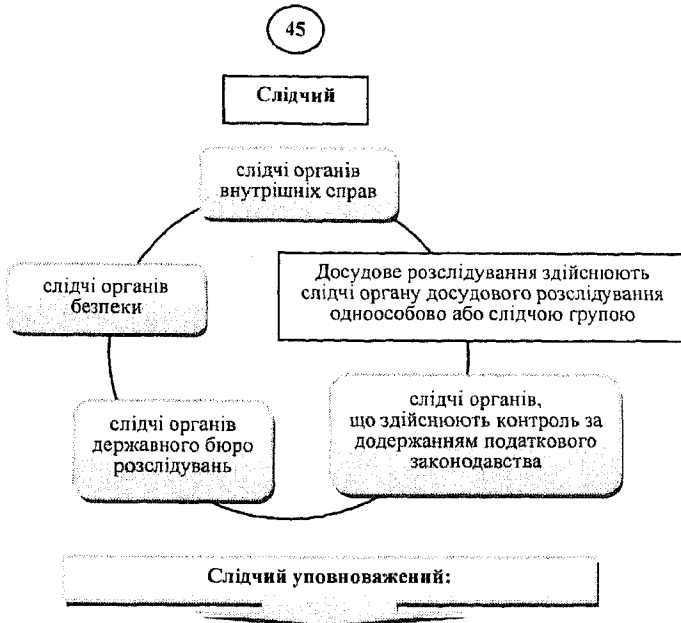 45
Слідчий
слідчі органів
внутрішніх справ
слідчі органів
безпеки
Досудове розслідування здійснюють
слідчі органу досудового розслідування
одноособово або слідчою групою
слідчі органів
державного бюро
розслідувань
слідчі органів,
що здійснюють контроль за
додержанням податкового
законодавства
Слідчий уповноважений: